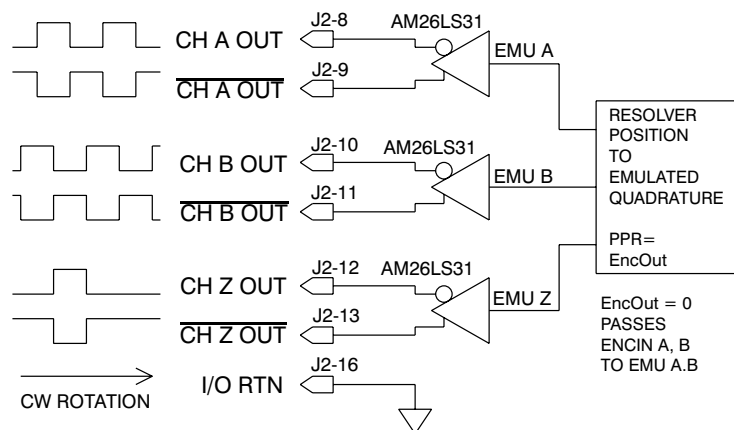 J2-8
AM26LS31
CH A OUT
EMU A
J2-9
CH A OUT
RESOLVER
POSITION
TO
EMULATED
QUADRATURE
PPR=
EncOut
J2-10
AM26LS31
CH B OUT
EMU B
J2-11
CH B OUT
J2-12
AM26LS31
CH Z OUT
EMU Z
J2-13
CH Z OUT
EncOut = 0
PASSES
ENCIN A, B
TO EMU A.B
J2-16
I/O RTN
CW ROTATION